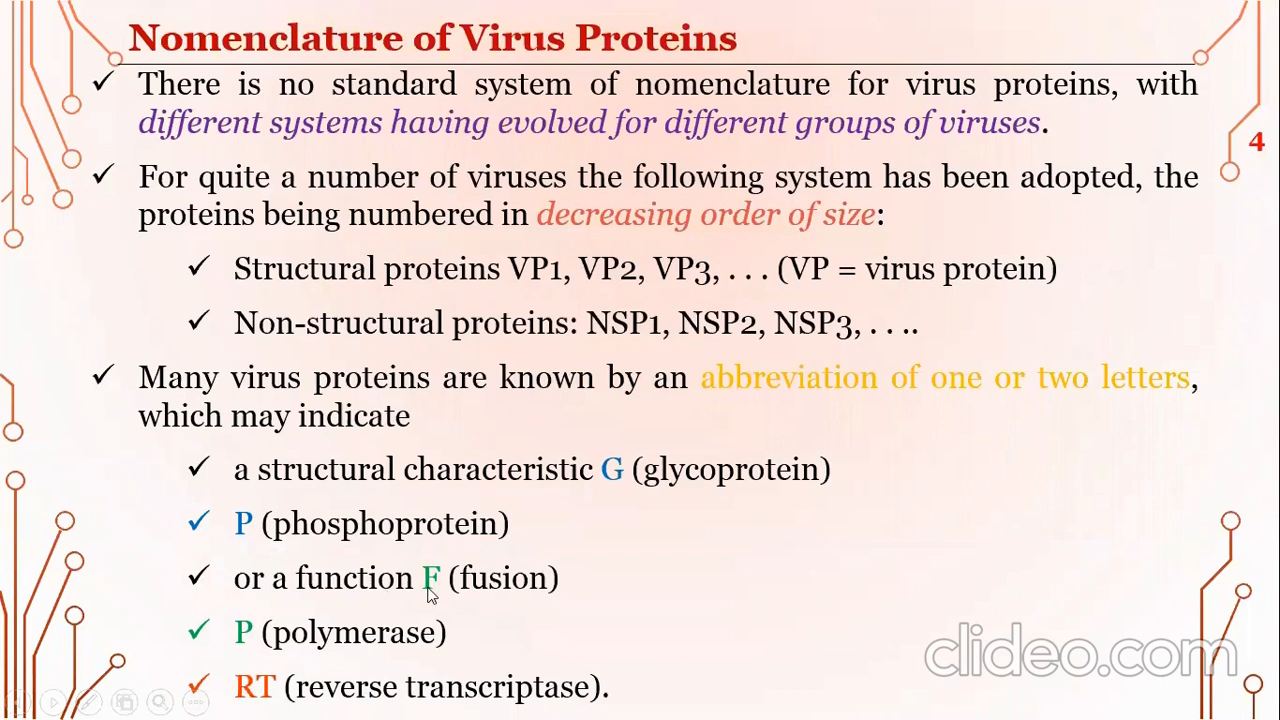 Nomenclature of Virus Proteins
✓ There is no standard system of nomenclature for virus proteins, with
different systems having evolved for different groups of viruses.
4
✓ For quite a number of viruses the following system has been adopted, the
proteins being numbered in decreasing order of size:
✓ Structural proteins VP1, VP2, VP3, . . . (VP = virus protein)
✓ Non-structural proteins: NSP1, NSP2, NSP3, . . ..
✓ Many virus proteins are known by an abbreviation of one or two letters,
which may indicate
✓ a structural characteristic G (glycoprotein)
✓ P (phosphoprotein)
✓ or a function F (fusion)
✓ P (polymerase)
✓ RT (reverse transcriptase).
clideo.com